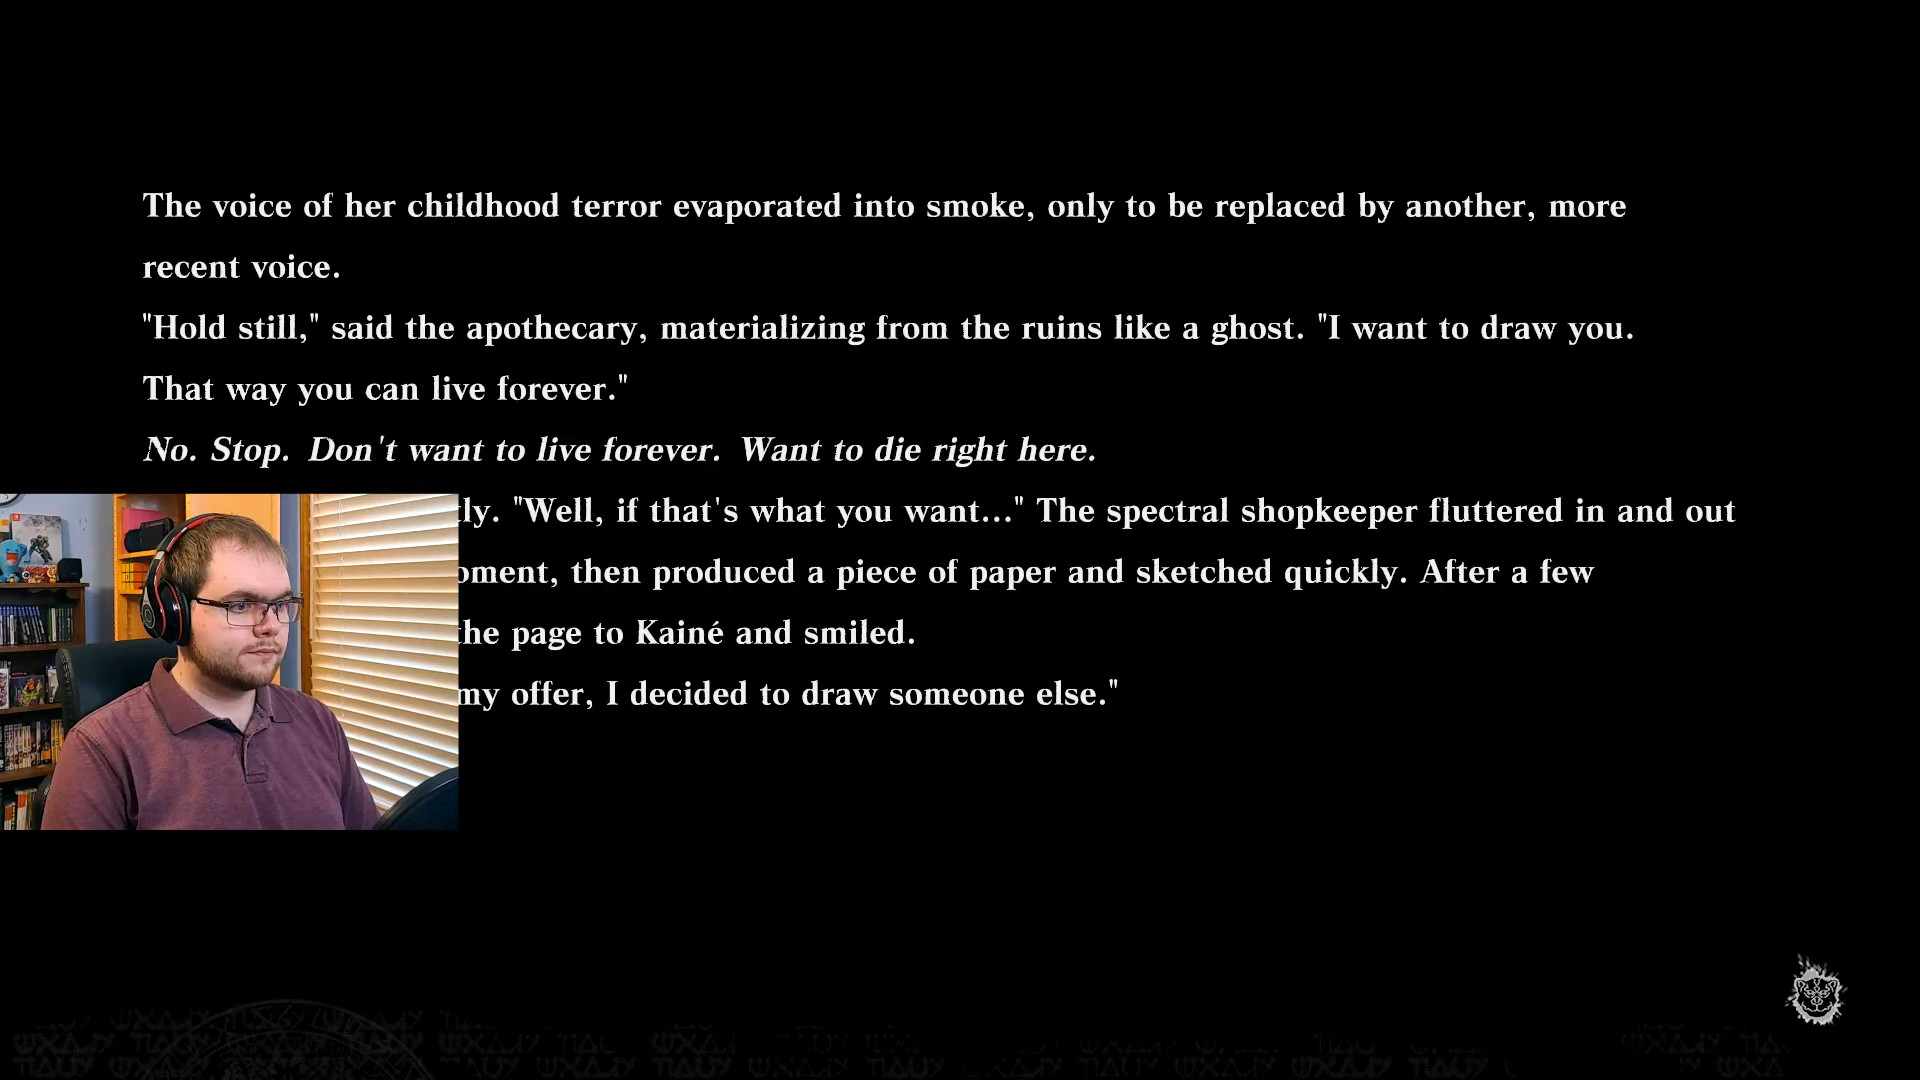 The voice of her childhood terror evaporated into smoke, only to be replaced by another, more
recent voice.
"Hold still," said the apothecary, materializing from the ruins like a ghost. "I want to draw you.
That way you can live forever."
No. Stop. Don't want to live forever. Want to die right here.
"Well, if that's what you want..." The spectral shopkeeper fluttered in and out
then produced a piece of paper and sketched quickly. After a few
the page to Kainé and smiled.
my offer, I decided to draw someone else."